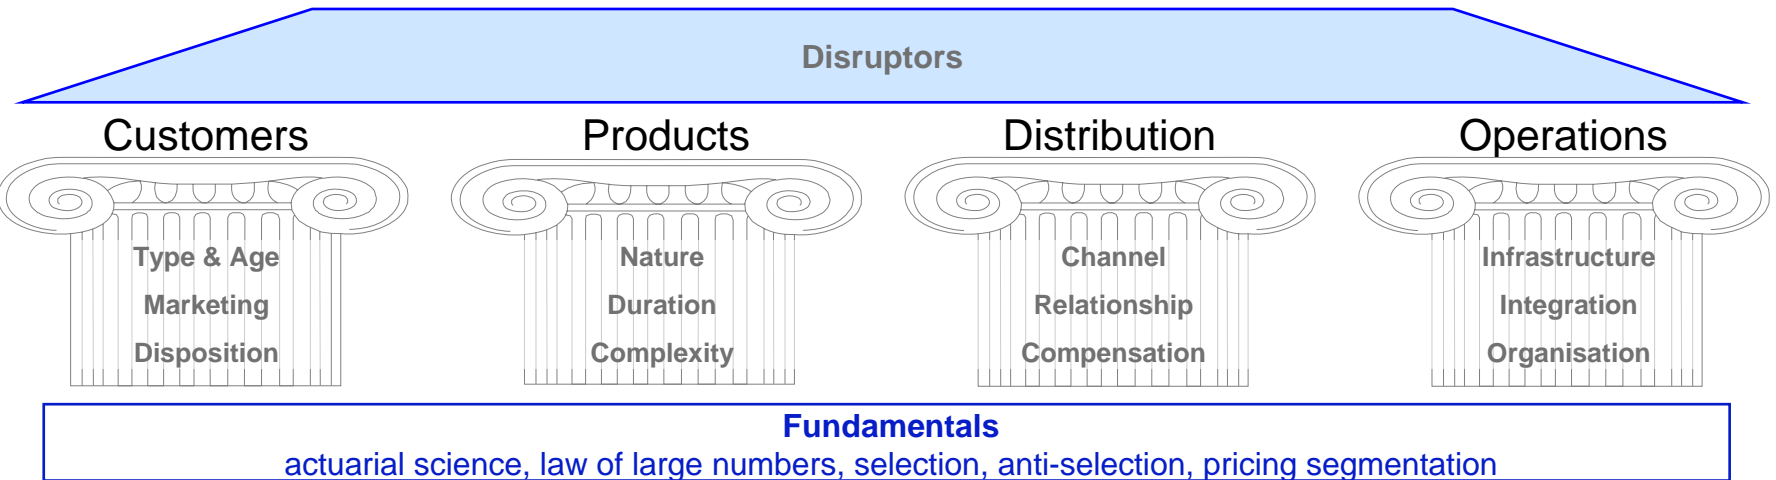 Disruptors
Customers
Products
Distribution
Operations
Type & Age
Marketing
Disposition
Nature
Duration
Complexity
Channel
Relationship
Compensation
Infrastructure
Integration
Organisation
Fundamentals
actuarial science, law of large numbers, selection, anti-selection, pricing segmentation